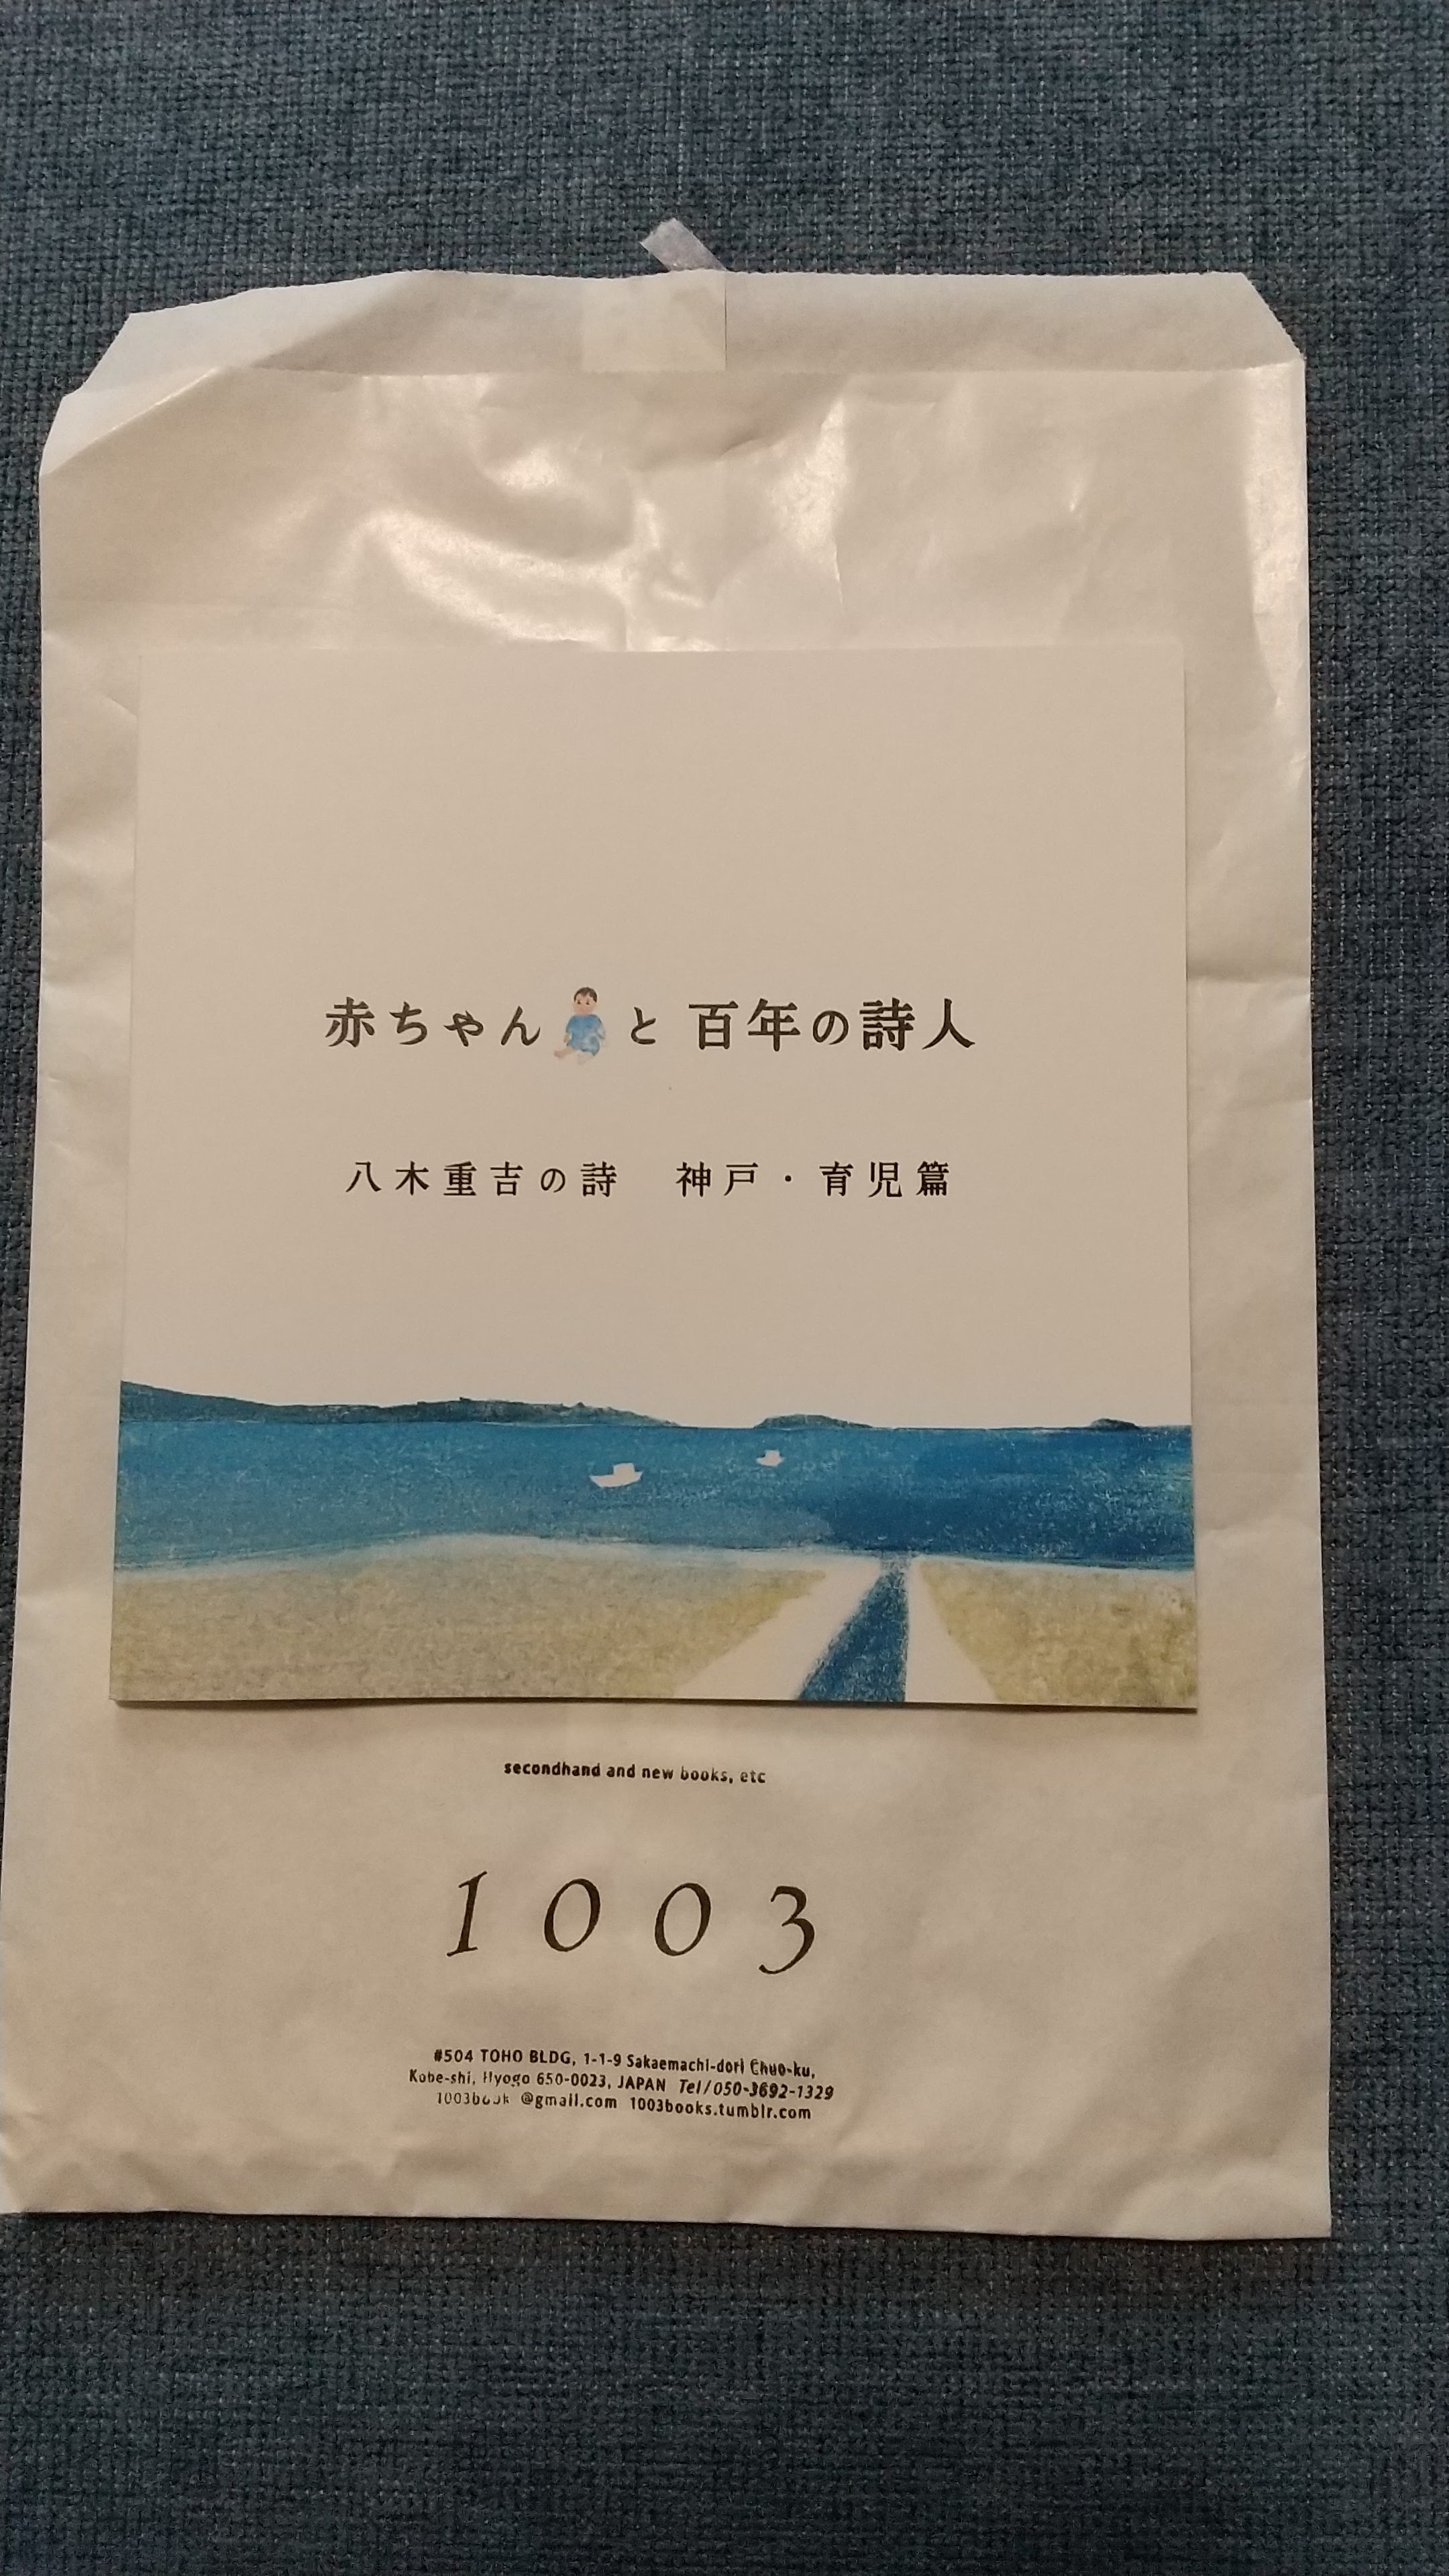 赤ちゃんと 百年の詩人
八木重吉の詩 神戸・育児篇
secondhand and new books, etc
1003
#504 TOHO BLDG, 1-1-9 Sakaemachi-dori Chuo-ku,
Kobe-shi, Hyogo 650-0023, JAPAN Tel/050-3692-1329
@gmail.com 1003books.tumblr.com